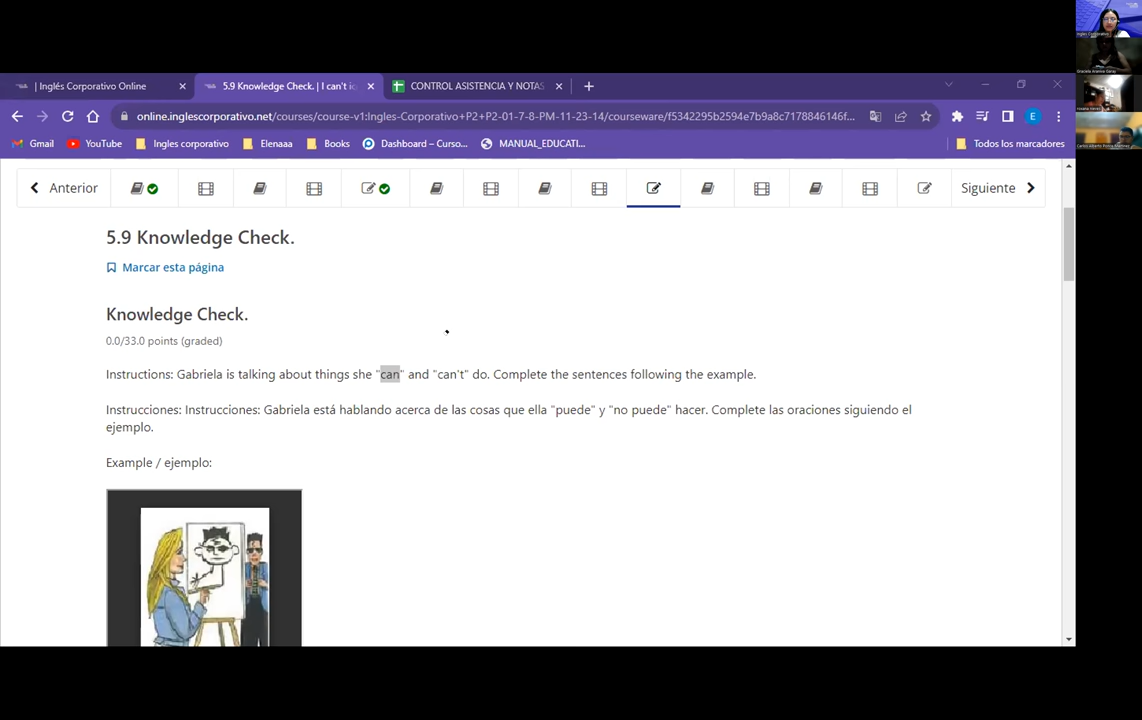 | Inglés Corporativo Online
5.9 Knowledge Check. | I can't ic
CONTROL ASISTENCIA Y NOTAS
online.inglescorporativo.net/courses/course-v1:Ingles-Corporativo+P2+P2-01-7-8-PM-11-23-14/courseware/f5342295b2594e7b9a8c7178846146f...
E
Gmail
YouTube
Ingles corporativo
Elenaaa
Books
Dashboard – Curso...
MANUAL_EDUCATI...
Todos los marcadores
Anterior
Siguiente
5.9 Knowledge Check.
Marcar esta página
Knowledge Check.
0.0/33.0 points (graded)
Instructions: Gabriela is talking about things she "can" and "can't" do. Complete the sentences following the example.
Instrucciones: Instrucciones: Gabriela está hablando acerca de las cosas que ella "puede" y "no puede" hacer. Complete las oraciones siguiendo el
ejemplo.
Example / ejemplo:
Ingles Corporativo